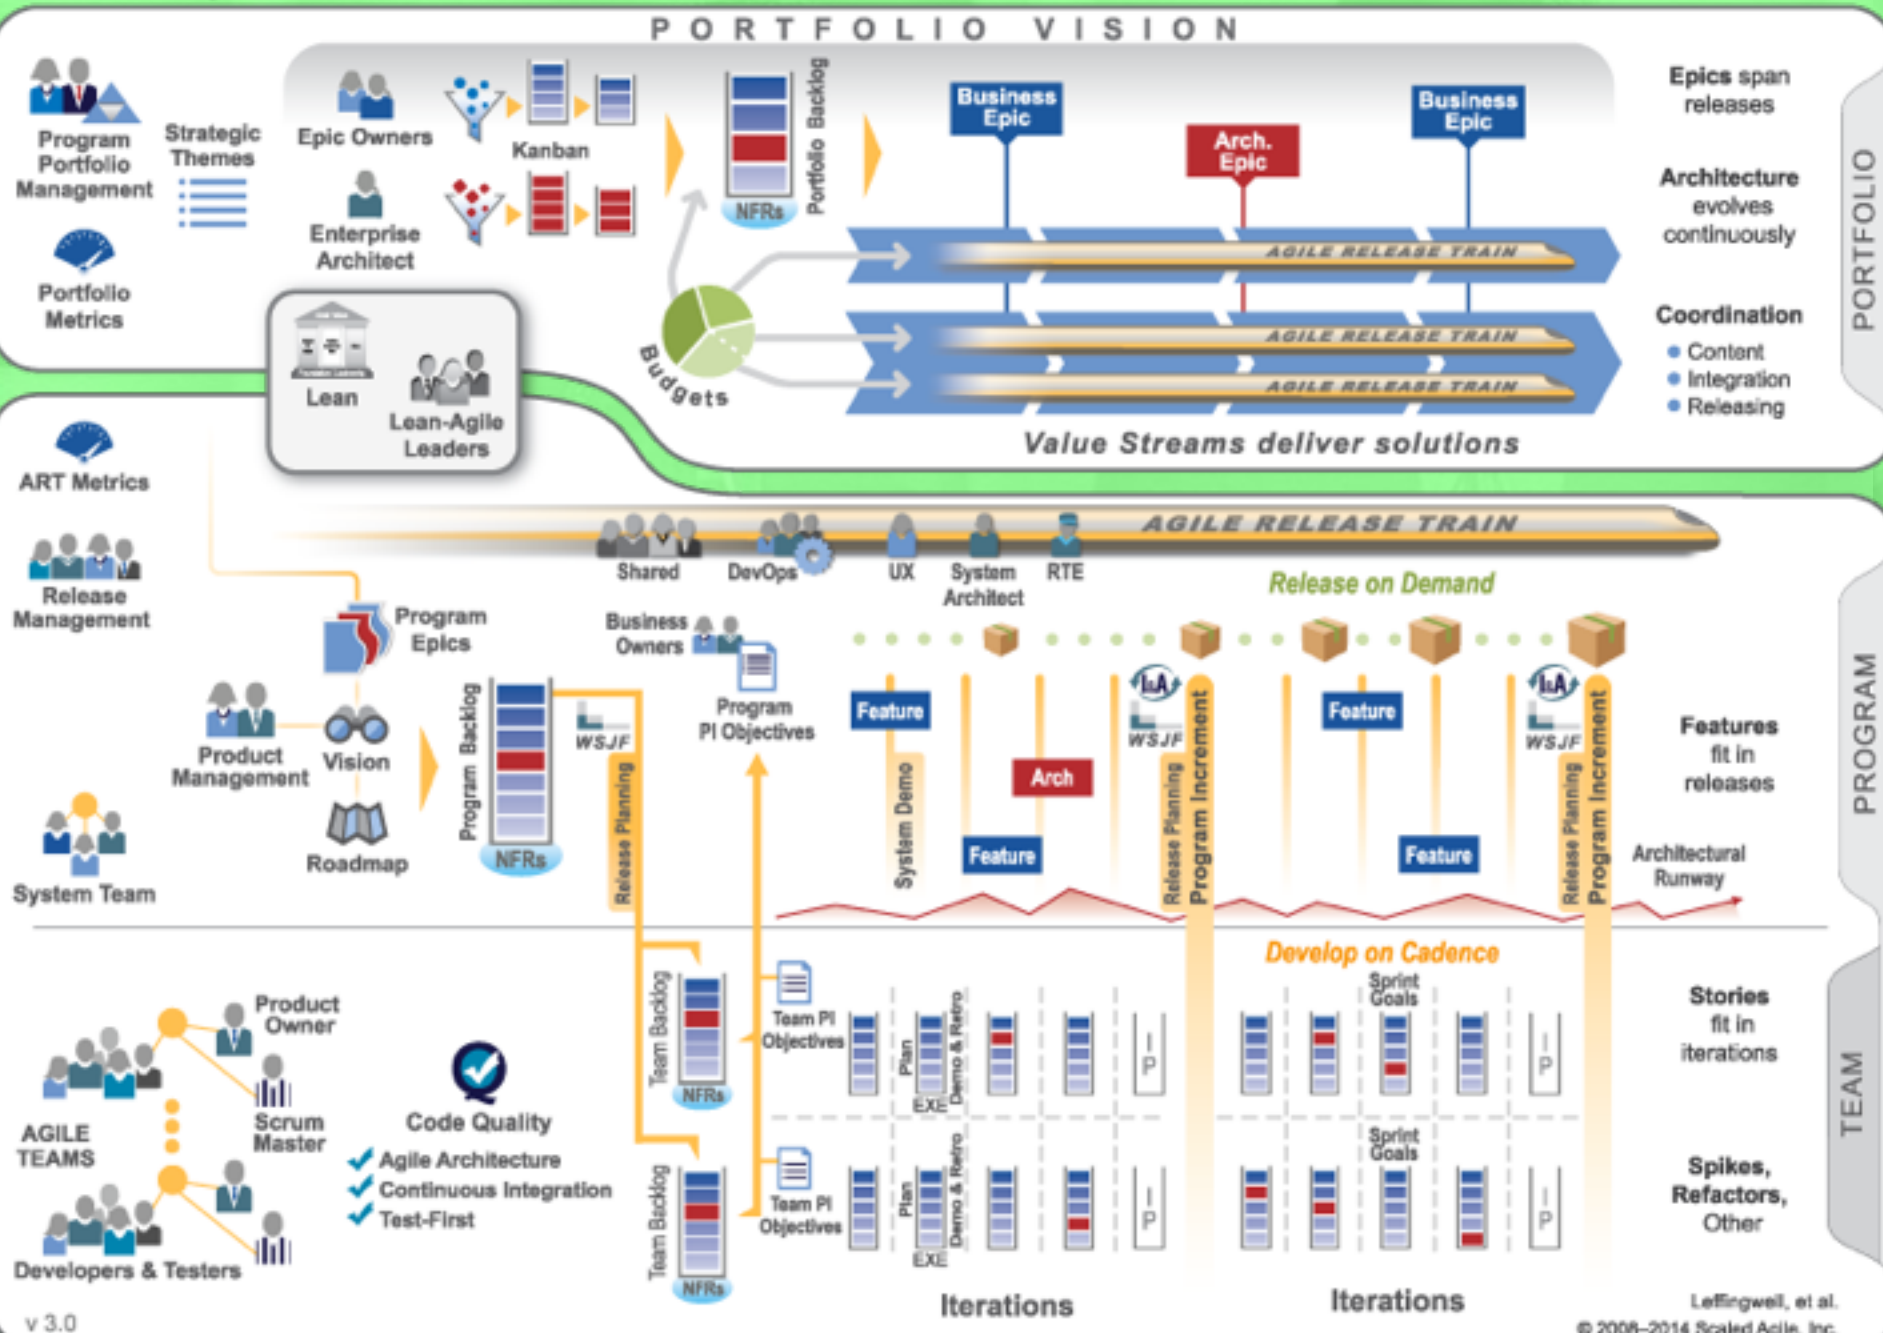 PORTFOLIO VISION
Program
Portfolio
Management
Strategic
Themes
Epic Owners
Kanban
Enterprise
Architect
Portfolio
Metrics
NFRs
Portfolio Backlog
Business
Epic
Arch.
Epic
Business
Epic
AGILE RELEASE TRAIN
AGILE RELEASE TRAIN
AGILE RELEASE TRAIN
Budgets
Value Streams deliver solutions
Epics span
releases
Architecture
evolves
continuously
Coordination
Content
Integration
Releasing
PORTFOLIO
Lean
Lean-Agile
Leaders
ART Metrics
Release
Management
AGILE RELEASE TRAIN
Shared
DevOps
UX
System
Architect
RTE
Release on Demand
Program
Epics
Product
Management
Vision
Roadmap
System Team
Program Backlog
NFRs
WSJF
Release Planning
Business
Owners
Program
PI Objectives
Feature
System Demo
Feature
Arch
I&A
WSJF
Release Planning
Program Increment
Feature
Feature
I&A
WSJF
Release Planning
Program Increment
Features
fit in
releases
Architectural
Runway
PROGRAM
Develop on Cadence
AGILE
TEAMS
Product
Owner
Scrum
Master
Developers & Testers
Code Quality
Agile Architecture
Continuous Integration
Test-First
Team Backlog
NFRs
Team PI
Objectives
Plan
EXE
Demo & Retro
I
P
Sprint
Goals
I
P
Team Backlog
NFRs
Team PI
Objectives
Plan
EXE
Demo & Retro
I
P
Sprint
Goals
I
P
Iterations
Iterations
Stories
fit in
iterations
Spikes,
Refactors,
Other
TEAM
v 3.0
Leffingwell, et al.
© 2008–2014 Scaled Agile, Inc.